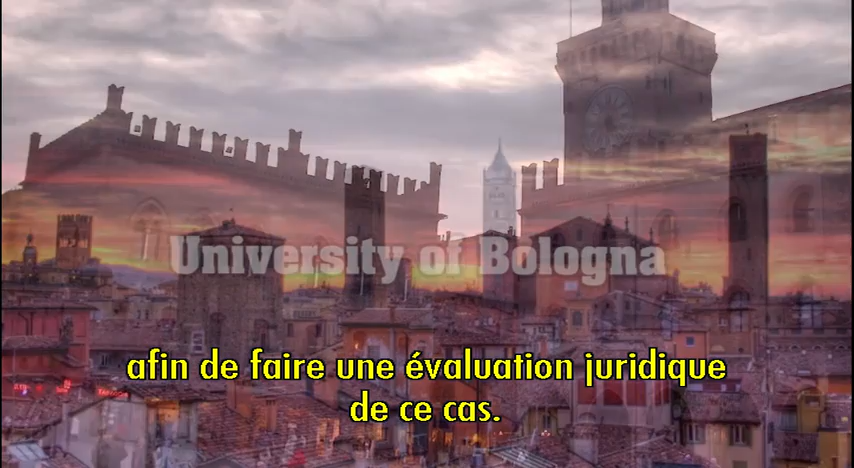 University of Bologna
afin de faire une évaluation juridique
de ce cas.